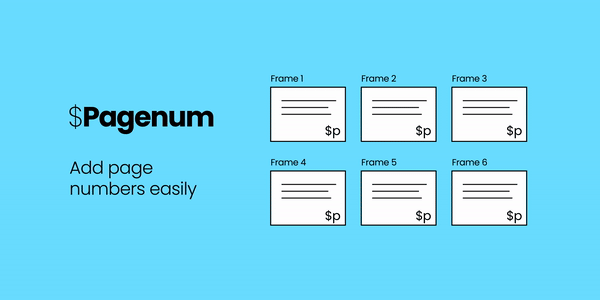 $Pagenum
Add page
numbers easily
Frame 1
Frame 2
Frame 3
$p
$p
$p
Frame 4
Frame 5
Frame 6
$p
$p
$p